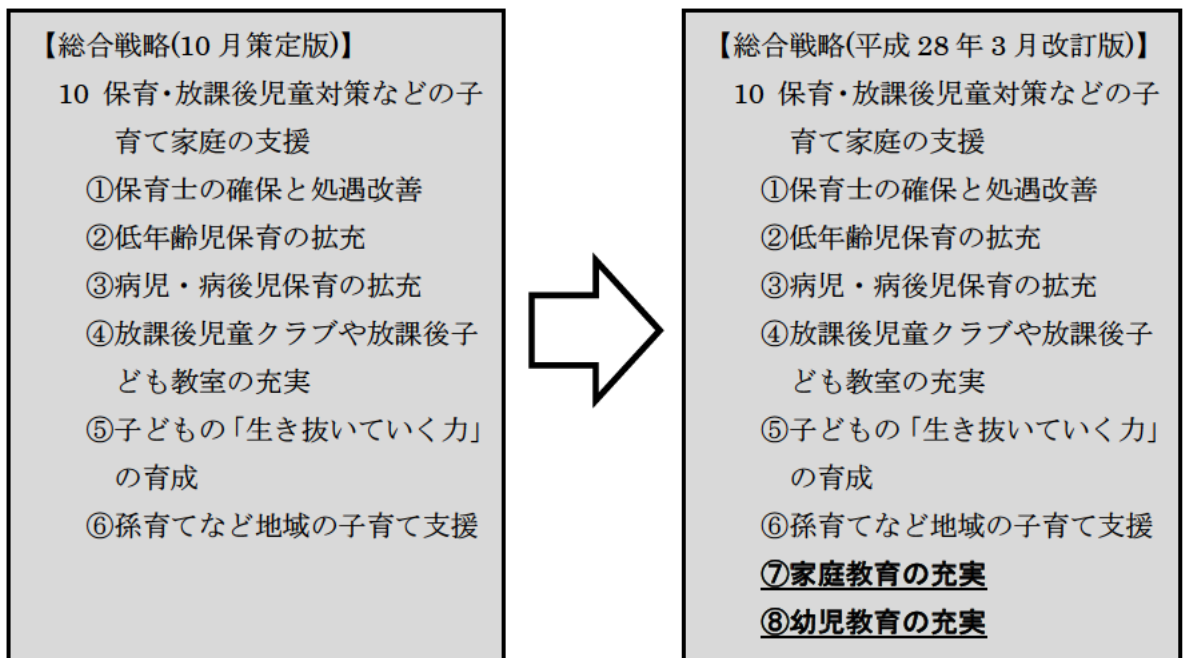 【総合戦略(10月策定版)】
10 保育・放課後児童対策などの子
育て家庭の支援
①保育士の確保と処遇改善
②低年齢児保育の拡充
③病児・病後児保育の拡充
④放課後児童クラブや放課後子
ども教室の充実
⑤子どもの「生き抜いていく力」
の育成
⑥孫育てなど地域の子育て支援
【総合戦略(平成28年3月改訂版)】
10 保育・放課後児童対策などの子
育て家庭の支援
①保育士の確保と処遇改善
②低年齢児保育の拡充
③病児・病後児保育の拡充
④放課後児童クラブや放課後子
ども教室の充実
⑤子どもの「生き抜いていく力」
の育成
⑥孫育てなど地域の子育て支援
⑦家庭教育の充実
⑧幼児教育の充実